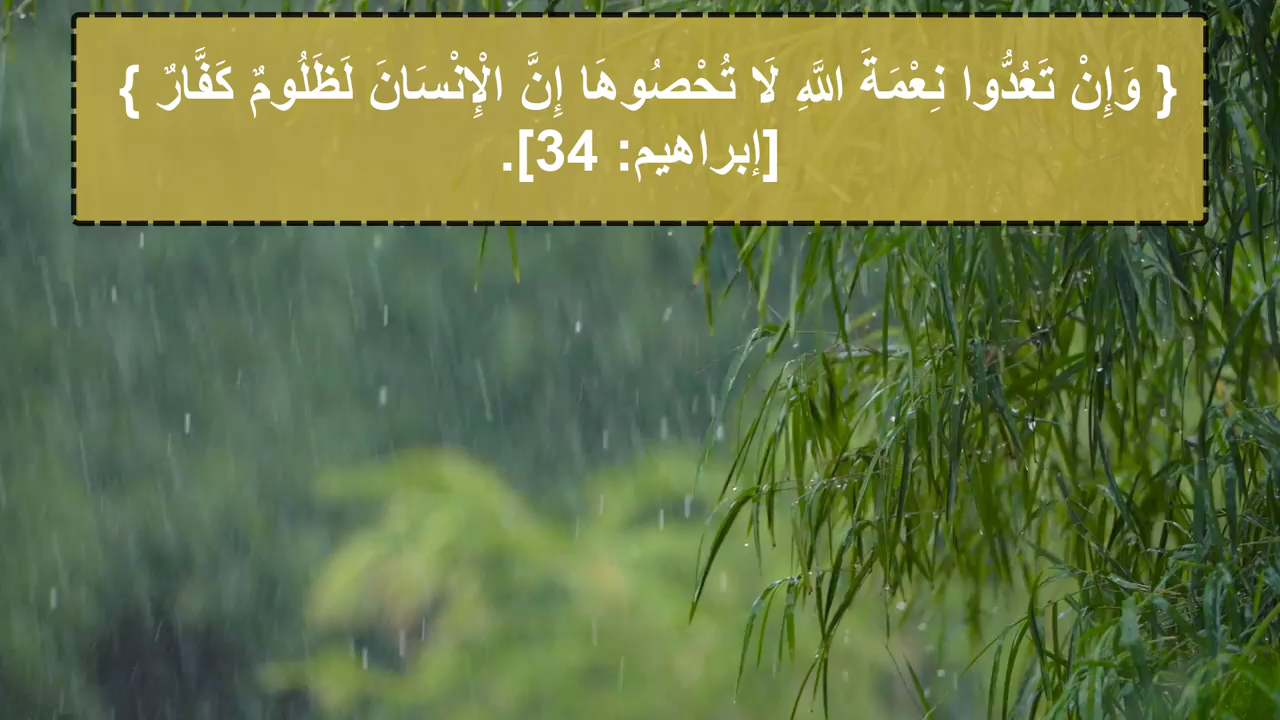 { وَإِنْ تَعُدُّوا نِعْمَةَ اللَّهِ لَا تُحْصُوهَا إِنَّ الْإِنْسَانَ لَظَلُومٌ كَفَّارٌ }
[إبراهيم: 34].